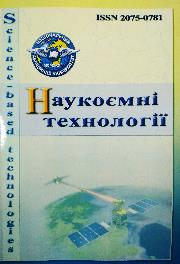 ISSN 2075-0781
Science-based technologies
Наукоємні
технології